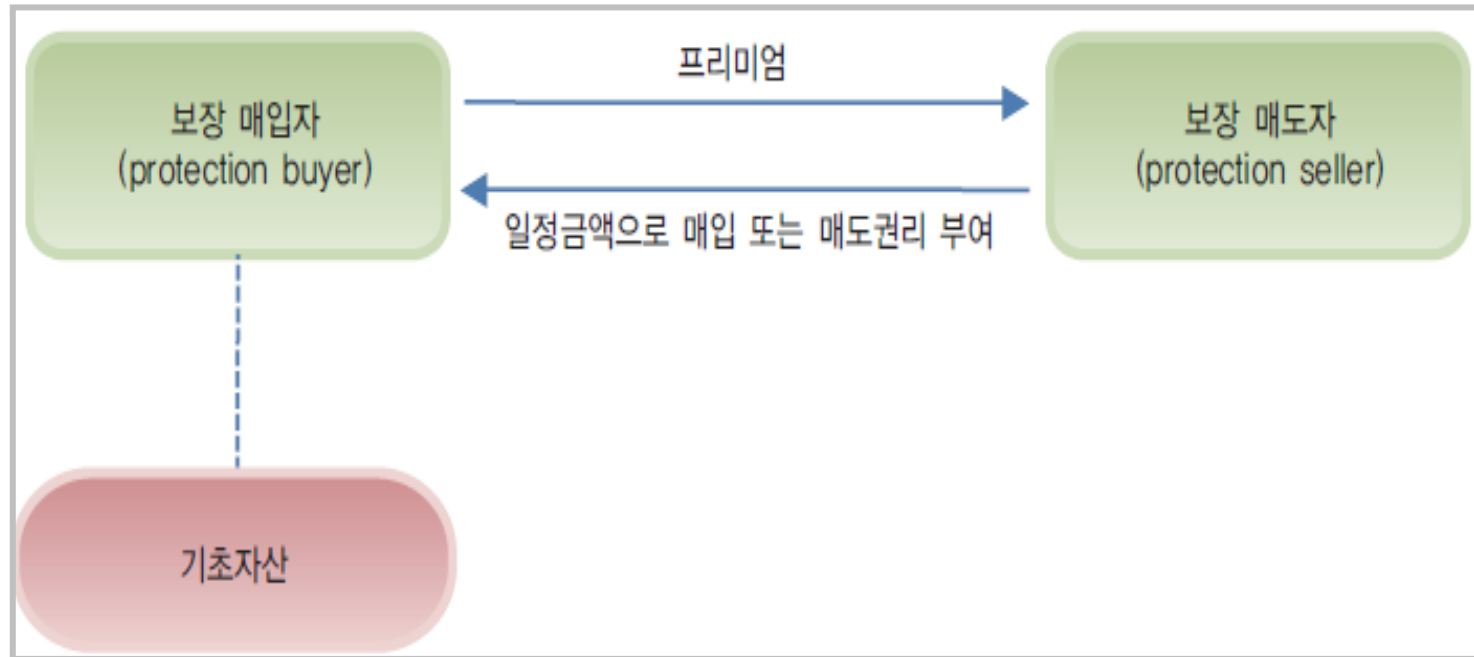 프리미엄
보장 매입자
(protection buyer)
보장 매도자
(protection seller)
일정금액으로 매입 또는 매도권리 부여
기초자산